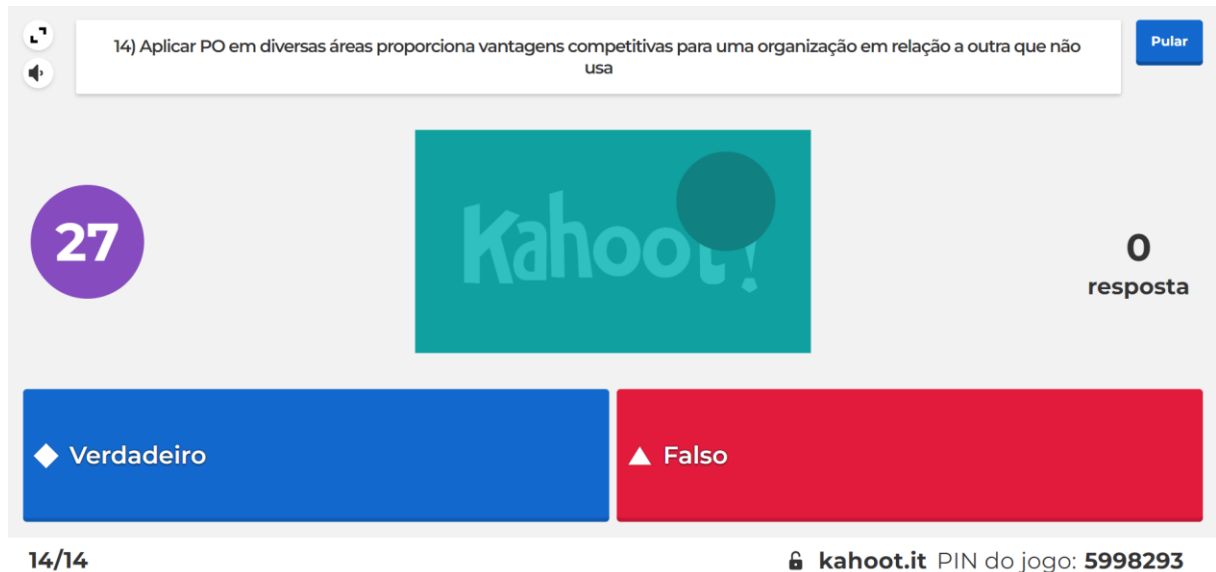 14) Aplicar PO em diversas áreas proporciona vantagens competitivas para uma organização em relação a outra que não
usa
Pular
27
Kahoot!
0
resposta
Verdadeiro
Falso
14/14
kahoot.it PIN do jogo: 5998293